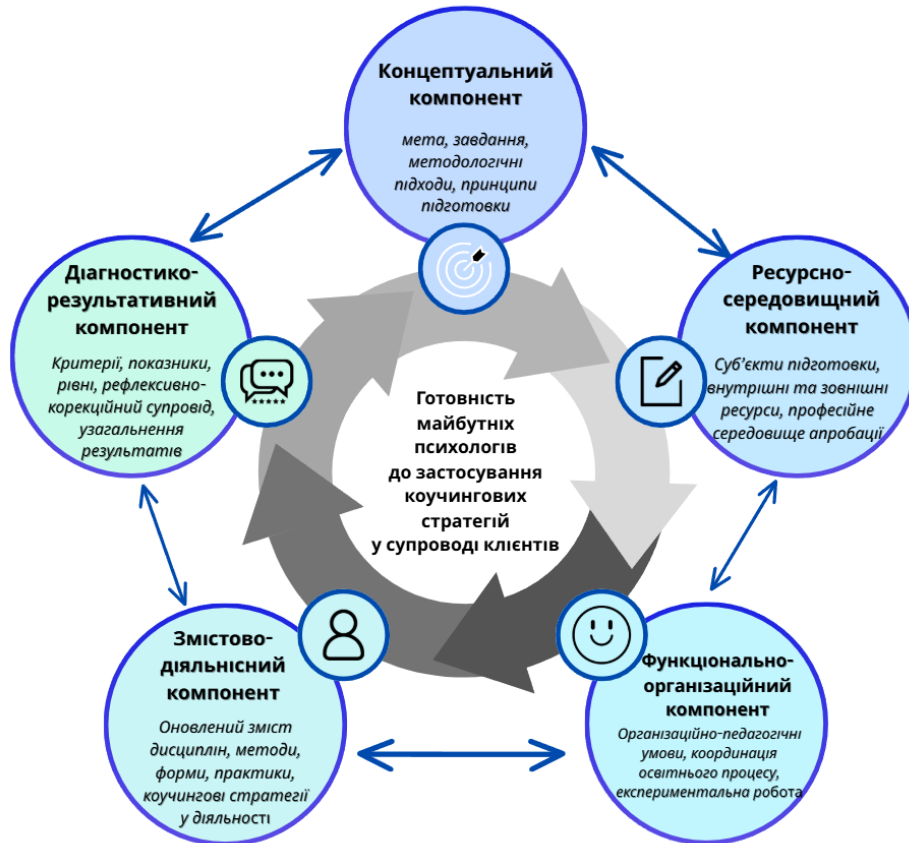 Концептуальний
компонент
мета, завдання,
методологічні
підходи, принципи
підготовки
Діагностико-
результативний
компонент
Критерії, показники,
рівні, рефлексивно-
корекційний супровід,
узагальнення
результатів
Ресурсно-
середовищний
компонент
Суб'єкти підготовки,
внутрішні та зовнішні
ресурси, професійне
середовище апробації
Готовність
майбутніх
психологів
до застосування
коучингових
стратегій
у супроводі клієнтів
Змістово-
діяльнісний
компонент
Оновлений зміст
дисциплін, методи,
форми, практики,
коучингові стратегії
у діяльності
Функціонально-
організаційний
компонент
Організаційно-педагогічні
умови, координація
освітнього процесу,
експериментальна робота